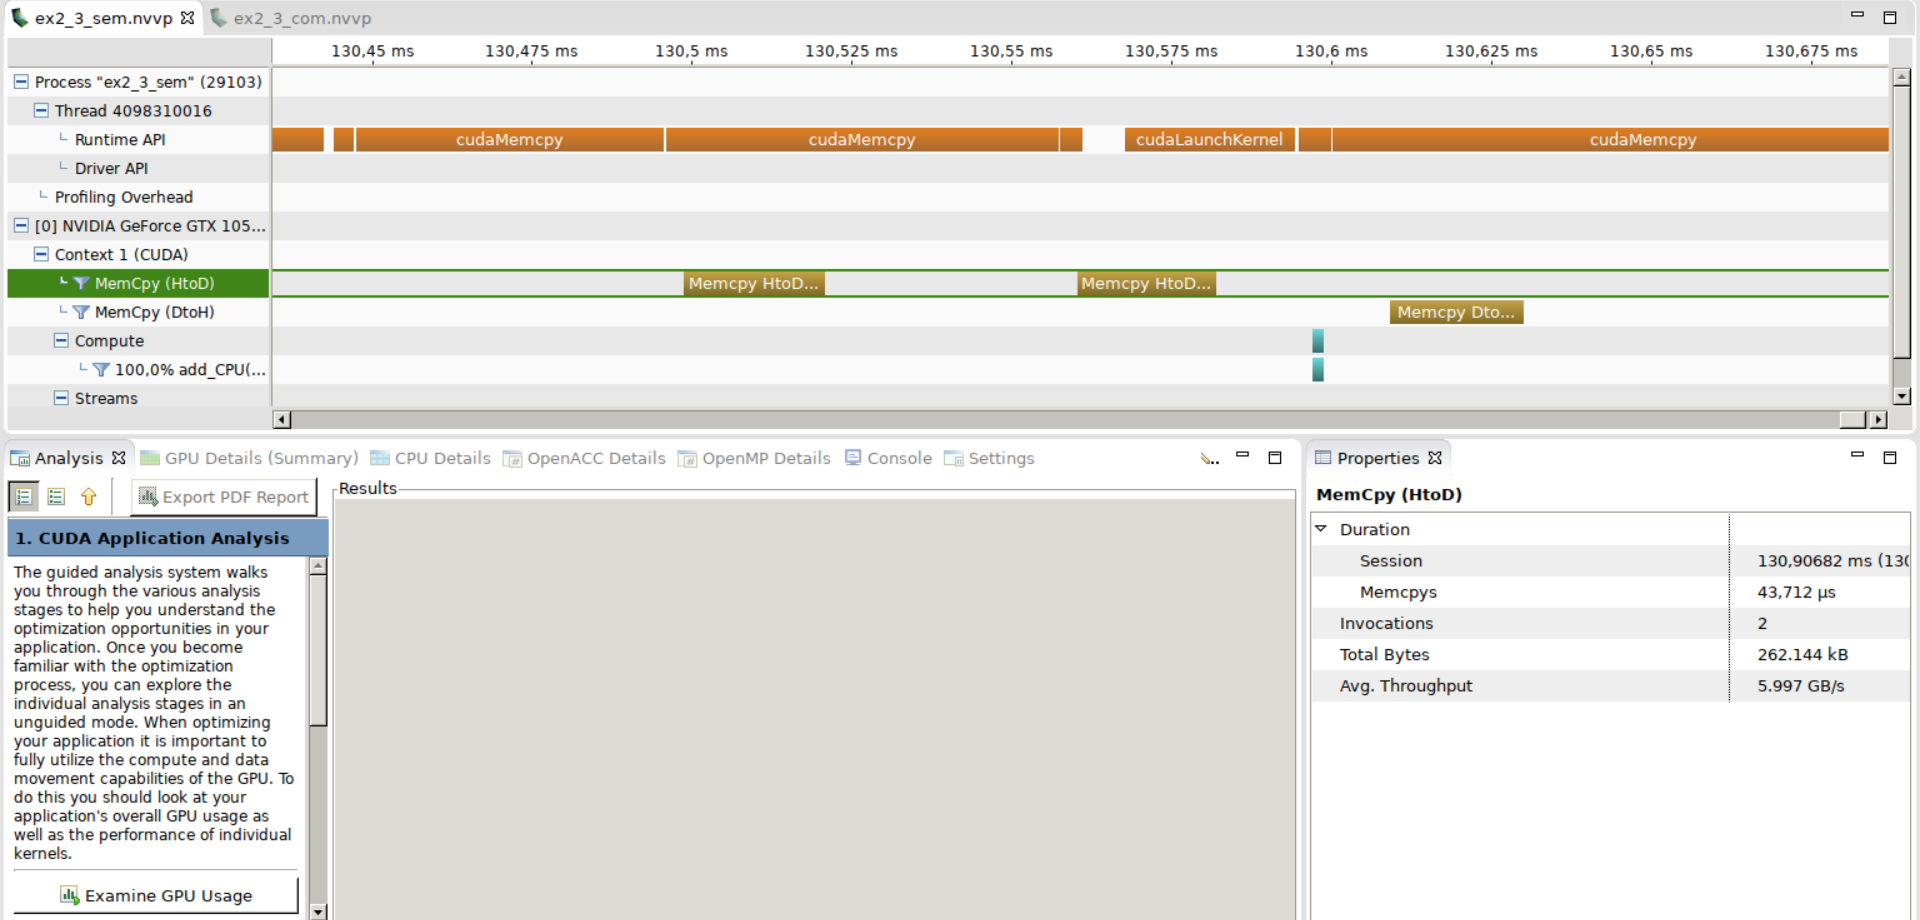 ex2_3_sem.nvvp ex2_3_com.nvvp
130,45 ms 130,475 ms 130,5 ms 130,525 ms 130,55 ms 130,575 ms 130,6 ms 130,625 ms 130,65 ms 130,675 ms
Process "ex2_3_sem" (29103)
Thread 4098310016
Runtime API cudaMemcpy cudaMemcpy cudaLaunchKernel cudaMemcpy
Driver API
Profiling Overhead
[0] NVIDIA GeForce GTX 105...
Context 1 (CUDA)
MemCpy (HtoD) Memcpy HtoD... Memcpy HtoD...
MemCpy (DtoH) Memcpy Dto...
Compute
100,0% add_CPU(...
Streams
Analysis GPU Details (Summary) CPU Details OpenACC Details OpenMP Details Console Settings
Export PDF Report
Results
1. CUDA Application Analysis
The guided analysis system walks
you through the various analysis
stages to help you understand the
optimization opportunities in your
application. Once you become
familiar with the optimization
process, you can explore the
individual analysis stages in an
unguided mode. When optimizing
your application it is important to
fully utilize the compute and data
movement capabilities of the GPU. To
do this you should look at your
application's overall GPU usage as
well as the performance of individual
kernels.
Examine GPU Usage
Properties
MemCpy (HtoD)
Duration
Session 130,90682 ms (130
Memcpys 43,712 µs
Invocations 2
Total Bytes 262.144 kB
Avg. Throughput 5.997 GB/s